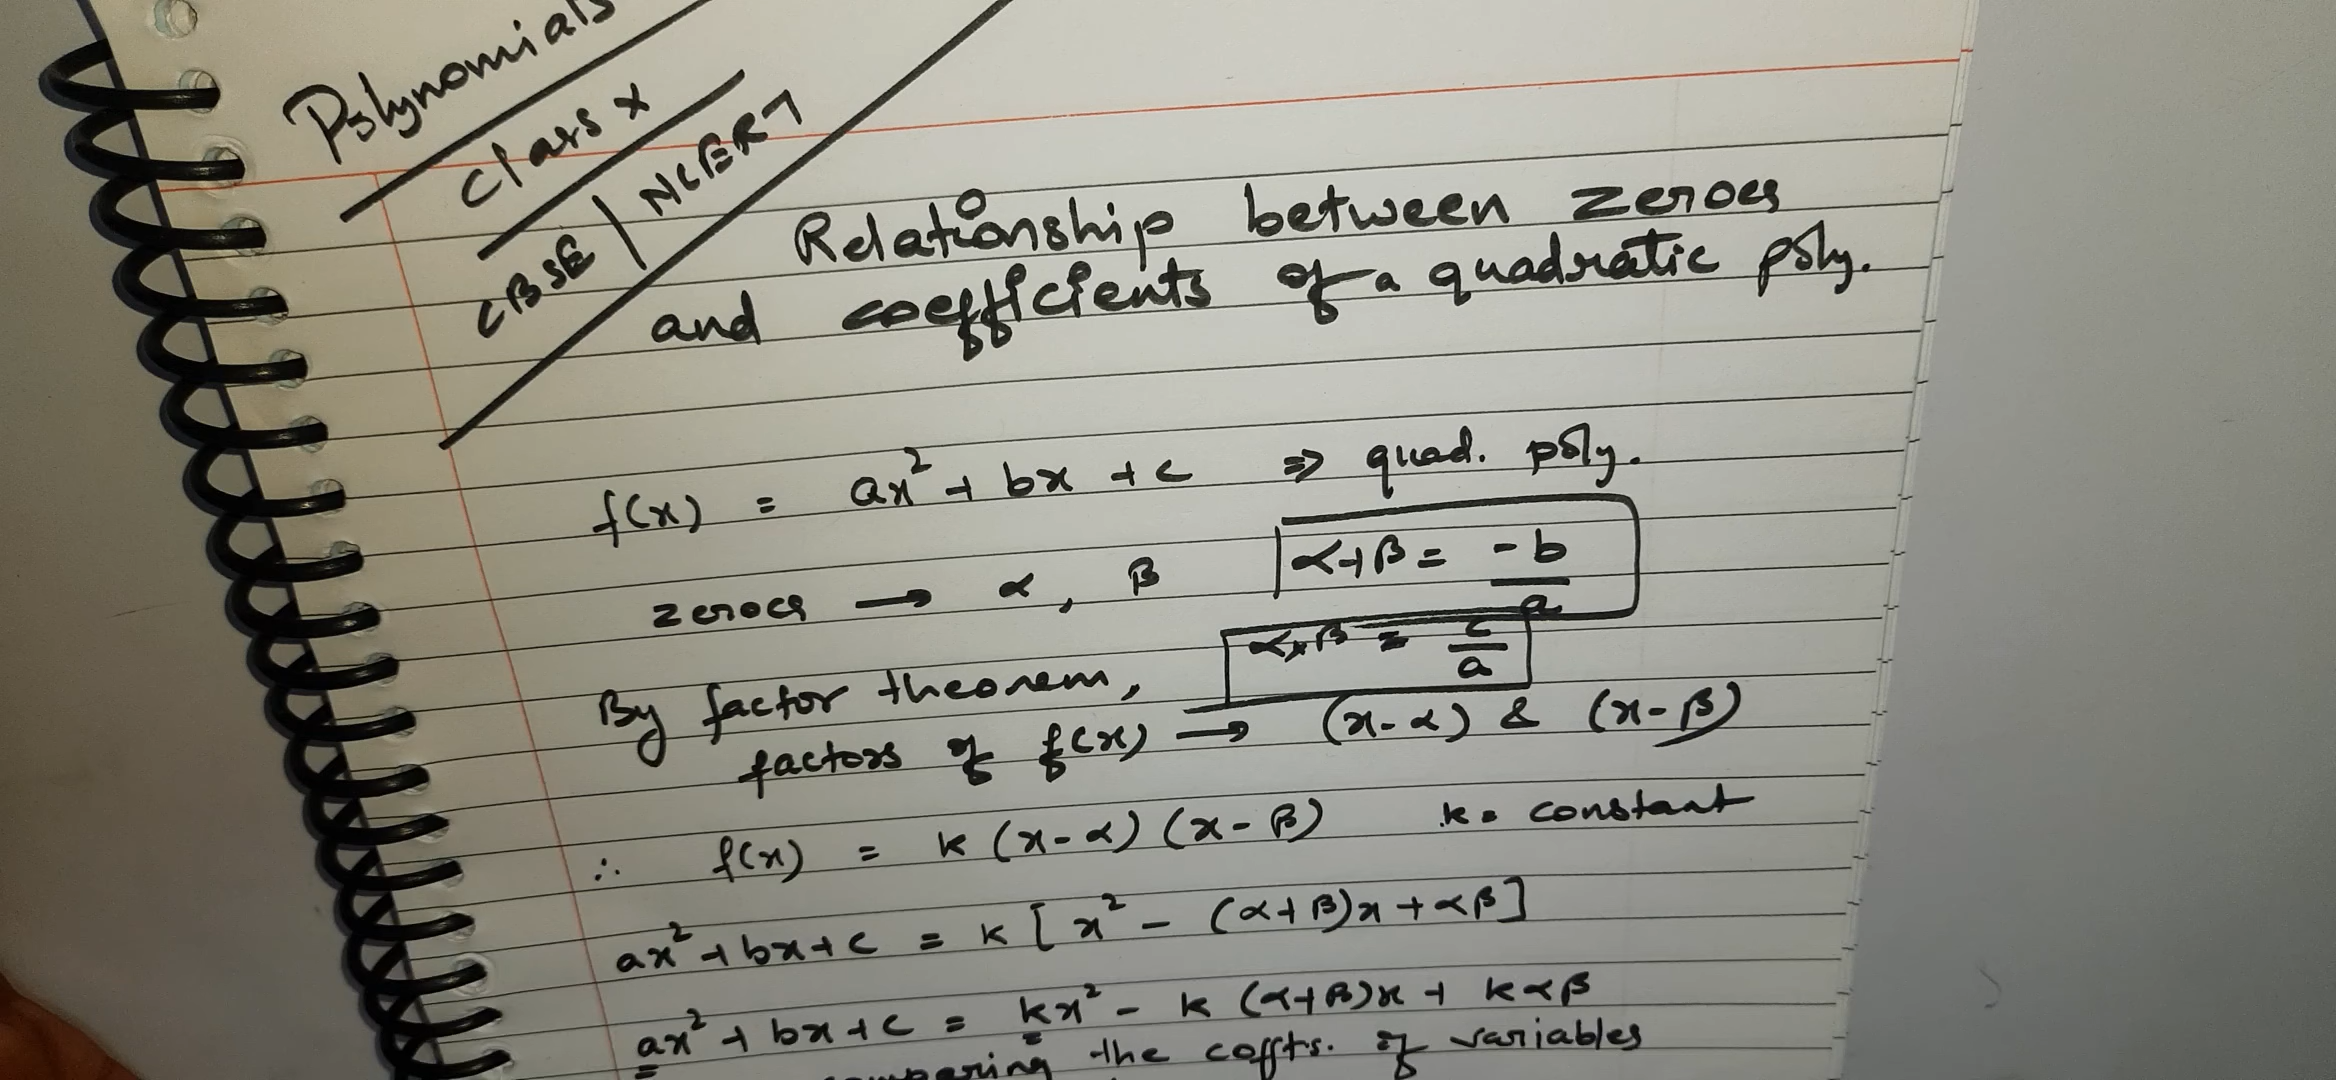 Polynomials
Class X
CBSE | NCERT
Relationship between zeroes
and coefficients of a quadratic poly.
f(x) = ax² + bx + c ⇒ quad. poly.
zeroes → α, β
α+β = -b/a
α×β = c/a
By factor theorem,
factors of f(x) → (x-α) & (x-β)
∴ f(x) = k (x-α) (x-β) k = constant
ax² + bx + c = k [x² - (α+β)x + αβ]
ax² + bx + c = kx² - k (α+β)x + kαβ
the coffts. of variables